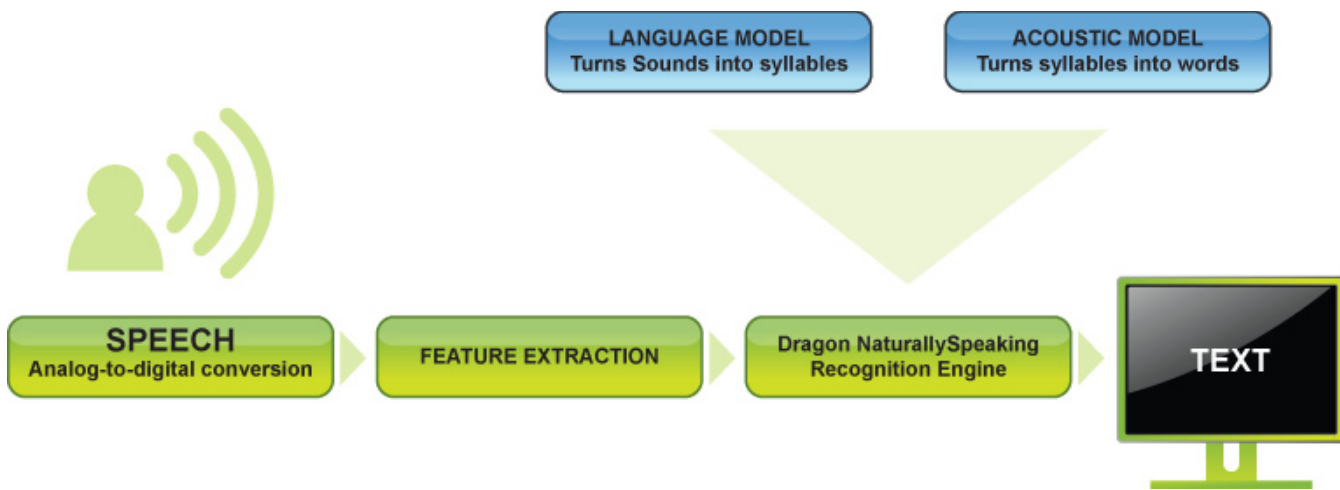 LANGUAGE MODEL
Turns Sounds into syllables
ACOUSTIC MODEL
Turns syllables into words
SPEECH
Analog-to-digital conversion
FEATURE EXTRACTION
Dragon NaturallySpeaking
Recognition Engine
TEXT